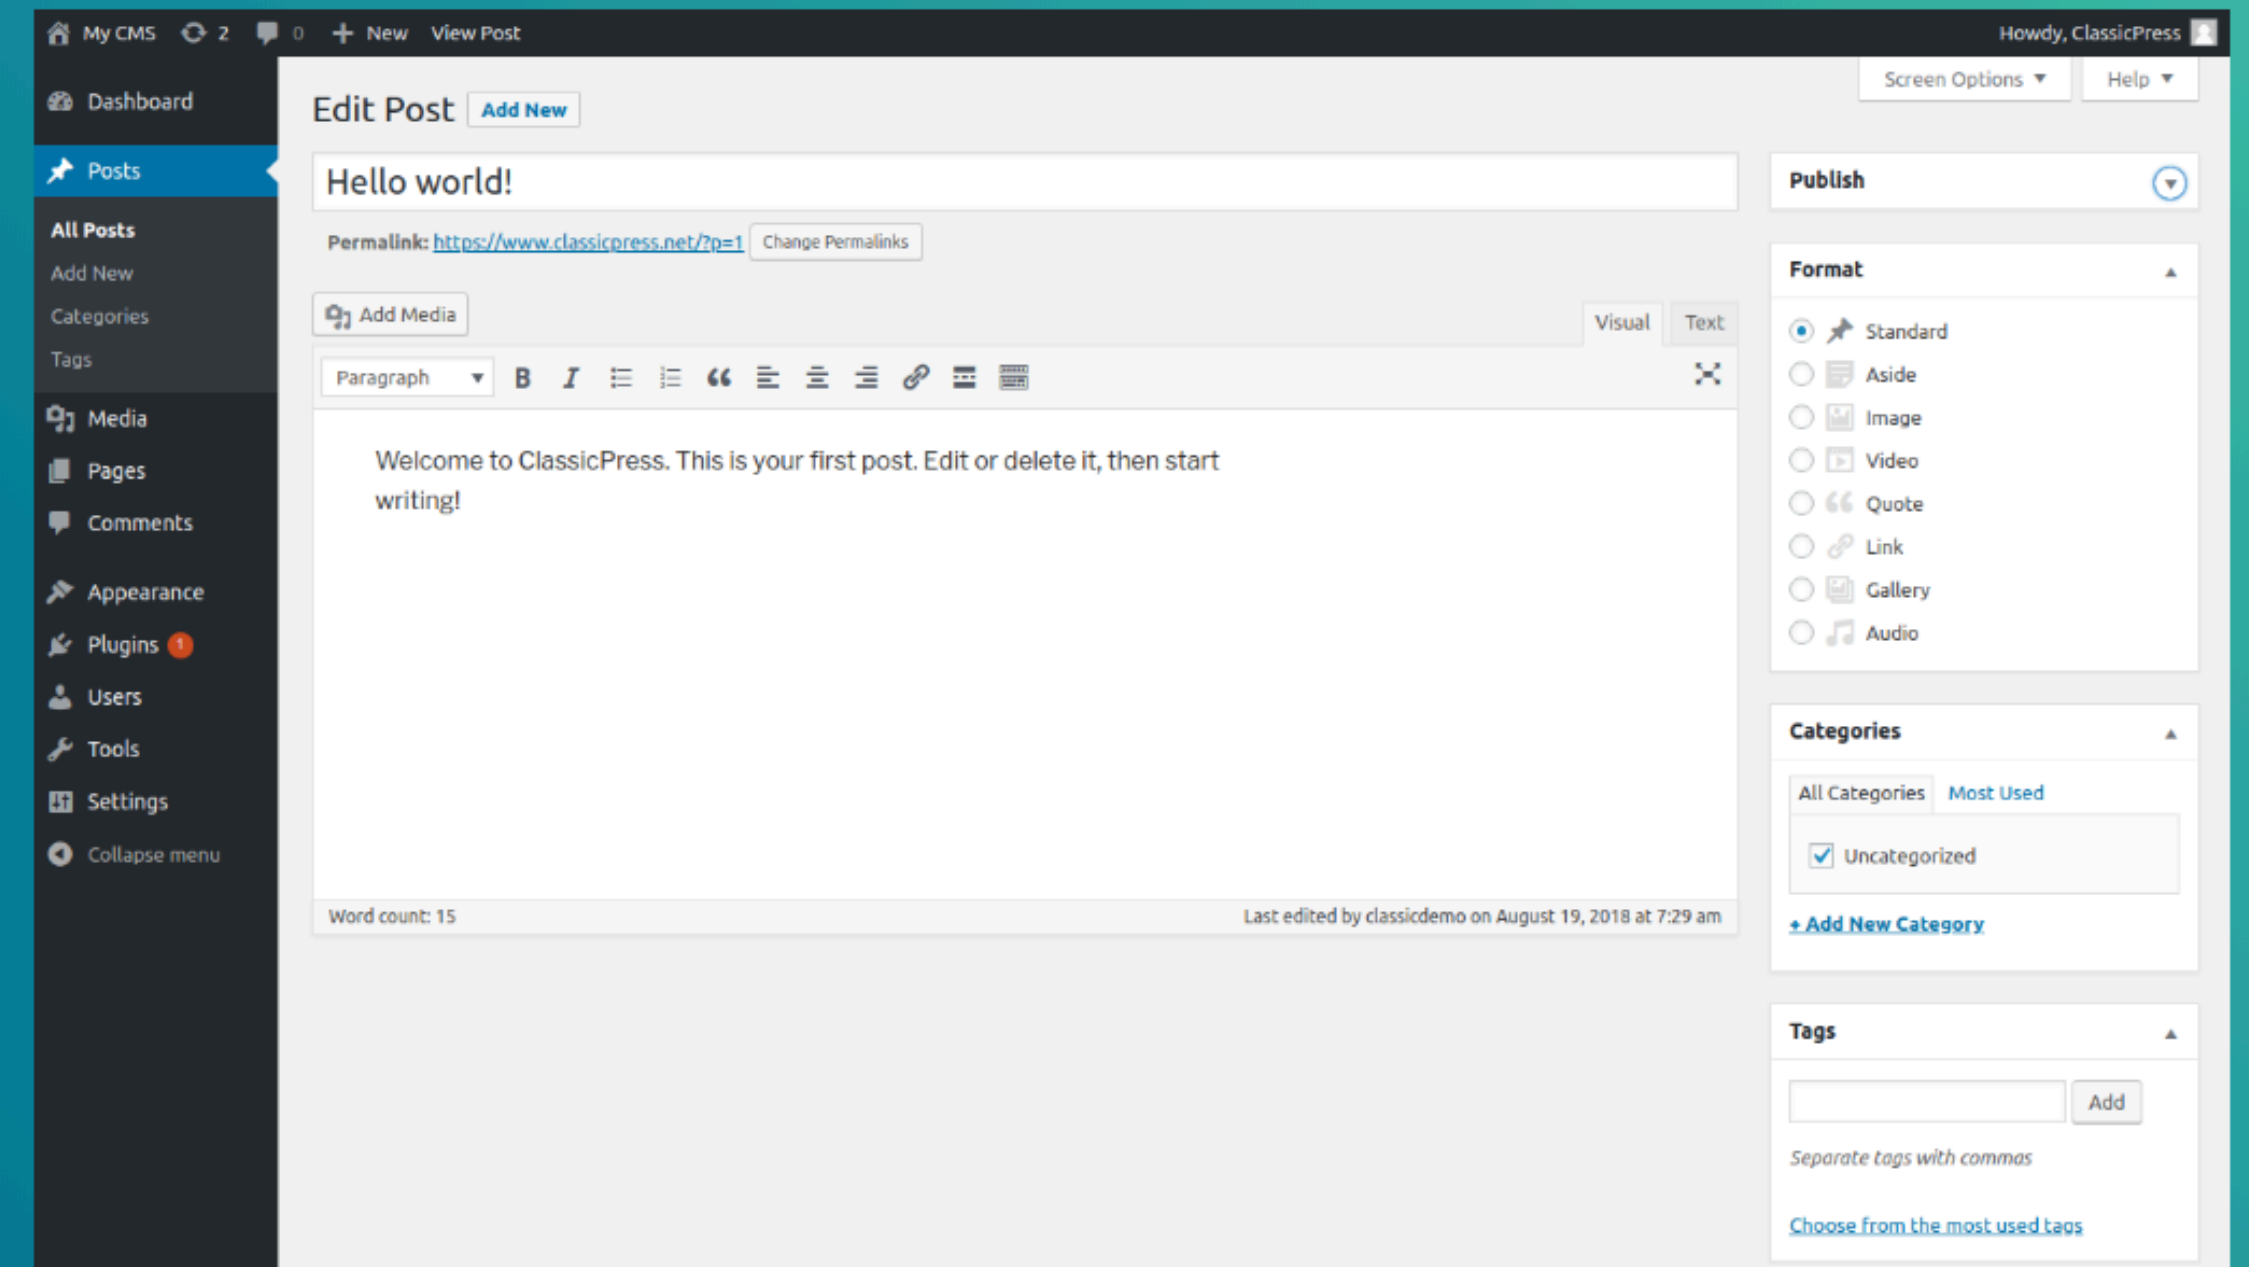 My CMS 2 0 New View Post Howdy, ClassicPress
Screen Options Help
Dashboard
Posts
All Posts
Add New
Categories
Tags
Media
Pages
Comments
Appearance
Plugins 1
Users
Tools
Settings
Collapse menu
Edit Post Add New
Hello world!
Permalink: https://www.classicpress.net/?p=1 Change Permalinks
Add Media
Visual Text
Paragraph B I
Welcome to ClassicPress. This is your first post. Edit or delete it, then start
writing!
Word count: 15 Last edited by classicdemo on August 19, 2018 at 7:29 am
Publish
Format
Standard
Aside
Image
Video
Quote
Link
Gallery
Audio
Categories
All Categories Most Used
Uncategorized
+ Add New Category
Tags
Add
Separate tags with commas
Choose from the most used tags